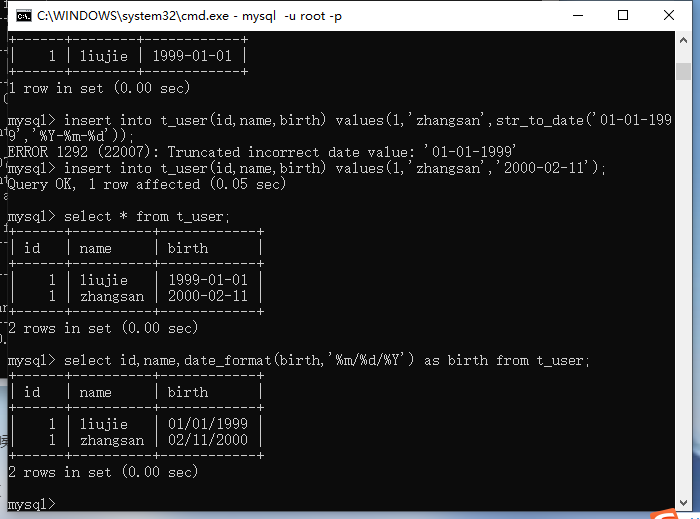 C:\WINDOWS\system32\cmd.exe - mysql  -u root -p
+------+--------+------------+
|    1 | liujie | 1999-01-01 |
+------+--------+------------+
1 row in set (0.00 sec)
mysql> insert into t_user(id,name,birth) values(1,'zhangsan',str_to_date('01-01-199
9','%Y-%m-%d'));
ERROR 1292 (22007): Truncated incorrect date value: '01-01-1999'
mysql> insert into t_user(id,name,birth) values(1,'zhangsan','2000-02-11');
Query OK, 1 row affected (0.05 sec)
mysql> select * from t_user;
+------+----------+------------+
| id   | name     | birth      |
+------+----------+------------+
|    1 | liujie   | 1999-01-01 |
|    1 | zhangsan | 2000-02-11 |
+------+----------+------------+
2 rows in set (0.00 sec)
mysql> select id,name,date_format(birth,'%m/%d/%Y') as birth from t_user;
+------+----------+------------+
| id   | name     | birth      |
+------+----------+------------+
|    1 | liujie   | 01/01/1999 |
|    1 | zhangsan | 02/11/2000 |
+------+----------+------------+
2 rows in set (0.00 sec)
mysql>